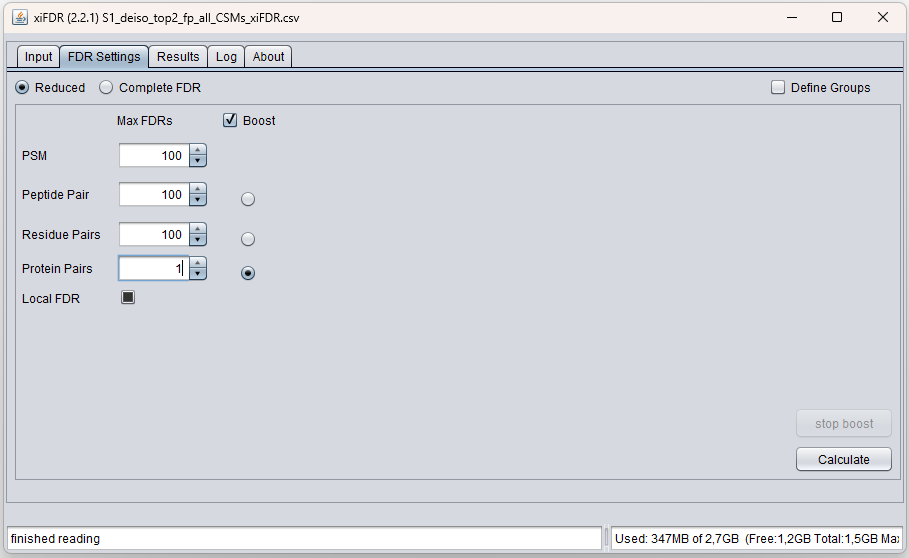 xiFDR (2.2.1) S1_deiso_top2_fp_all_CSMs_xiFDR.csv
Input FDR Settings Results Log About
Reduced Complete FDR Define Groups
Max FDRs Boost
PSM 100
Peptide Pair 100
Residue Pairs 100
Protein Pairs 1
Local FDR
stop boost
Calculate
finished reading Used: 347MB of 2,7GB (Free:1,2GB Total:1,5GB Max